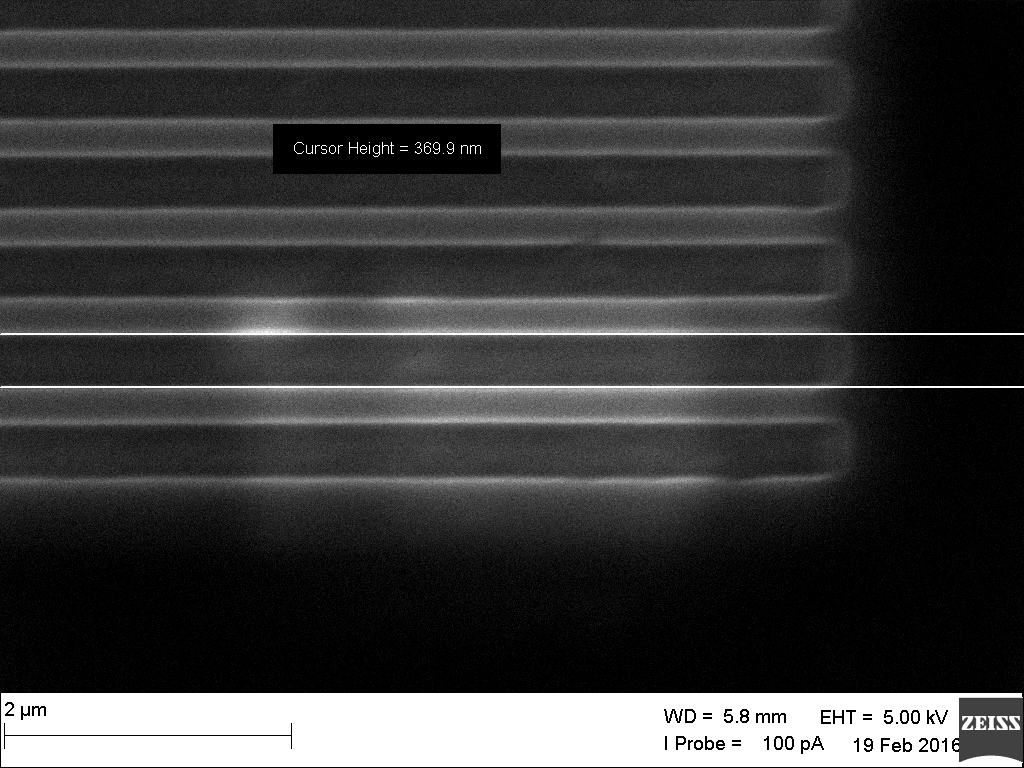 Cursor Height = 369.9 nm
2 µm
WD = 5.8 mm EHT = 5.00 kV
I Probe = 100 pA 19 Feb 2016
ZEISS